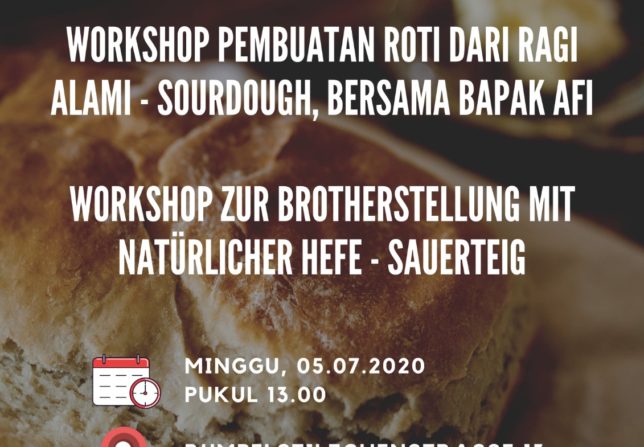 WORKSHOP PEMBUATAN ROTI DARI RAGI
ALAMI - SOURDOUGH, BERSAMA BAPAK AFI
WORKSHOP ZUR BROTHERSTELLUNG MIT
NATÜRLICHER HEFE - SAUERTEIG
MINGGU, 05.07.2020
PUKUL 13.00